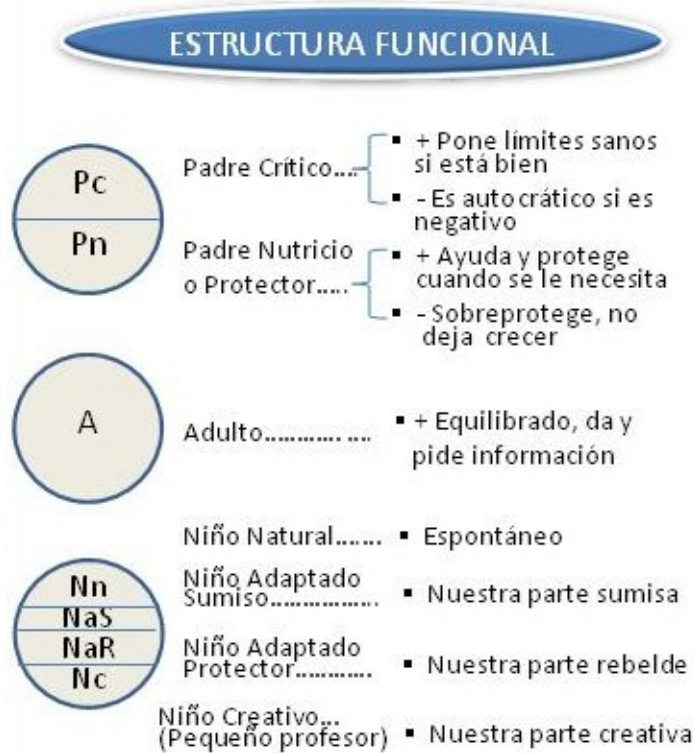 ESTRUCTURA FUNCIONAL
Pc
Pn
Padre Crítico....
▪ + Pone límites sanos
si está bien
▪ - Es autocrático si es
negativo
Padre Nutricio
o Protector.....
▪ + Ayuda y protege
cuando se le necesita
▪ - Sobreprotege, no
deja crecer
A
Adulto............ ....
▪ + Equilibrado, da y
pide información
Nn
NaS
NaR
Nc
Niño Natural....... ▪ Espontáneo
Niño Adaptado
Sumiso.................. ▪ Nuestra parte sumisa
Niño Adaptado
Protector............. ▪ Nuestra parte rebelde
Niño Creativo...
(Pequeño profesor) ▪ Nuestra parte creativa